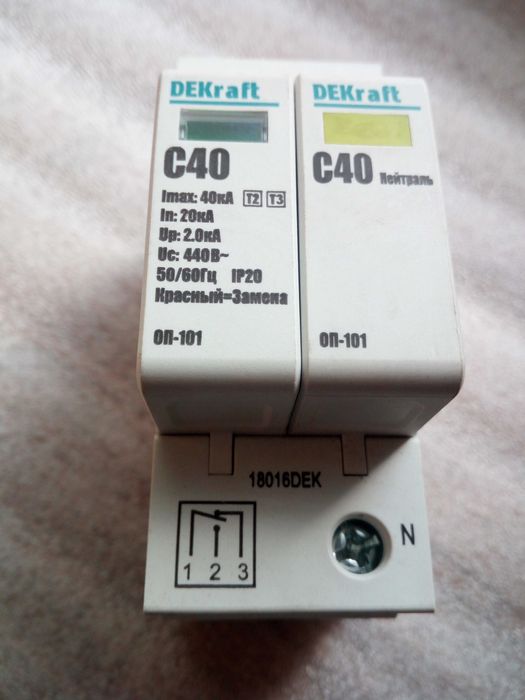 DEKraft
C40
Imax: 40кА T2 T3
In: 20кА
Up: 2.0кА
Uc: 440В~
50/60Гц IP20
Красный=Замена
ОП-101
DEKraft
C40 Нейтраль
ОП-101
18016DEK
1 2 3
N